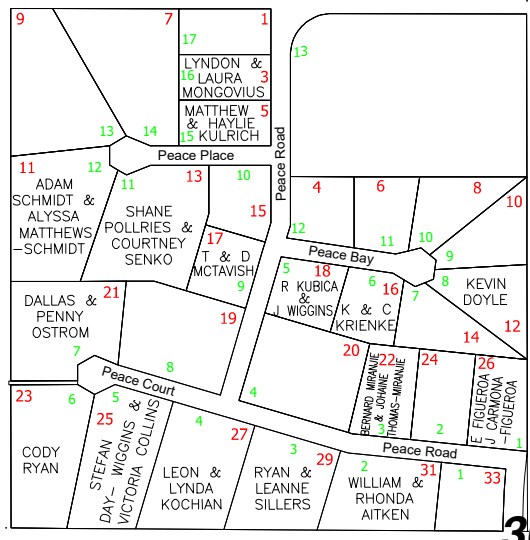 9
7
1
17
13
LYNDON &
16
LAURA
3
MONGOVIUS
MATTHEW
5
& HAYLIE
15
KULRICH
13
14
Peace Place
Peace Road
11
12
11
13
10
ADAM
SCHMIDT &
ALYSSA
MATTHEWS
-SCHMIDT
SHANE
POLLRIES &
COURTNEY
SENKO
15
4
6
8
10
12
11
10
9
8
7
Peace Bay
17
T & D
MCTAVISH
9
5
18
R KUBICA
& J WIGGINS
6
16
K & C
KRIENKE
KEVIN
DOYLE
12
14
DALLAS &
PENNY
OSTROM
21
19
7
8
Peace Court
20
4
BERNARD MIRANJIE
& JOHAINE
THOMAS-MIRANJIE
22
3
24
2
26
E FIGUEROA &
J CARMONA
-FIGUEROA
1
23
6
5
25
CODY
RYAN
STEFAN
DAY- WIGGINS &
VICTORIA COLLINS
4
27
LEON &
LYNDA
KOCHIAN
3
29
RYAN &
LEANNE
SILLERS
Peace Road
2
31
WILLIAM &
RHONDA
AITKEN
1
33
3